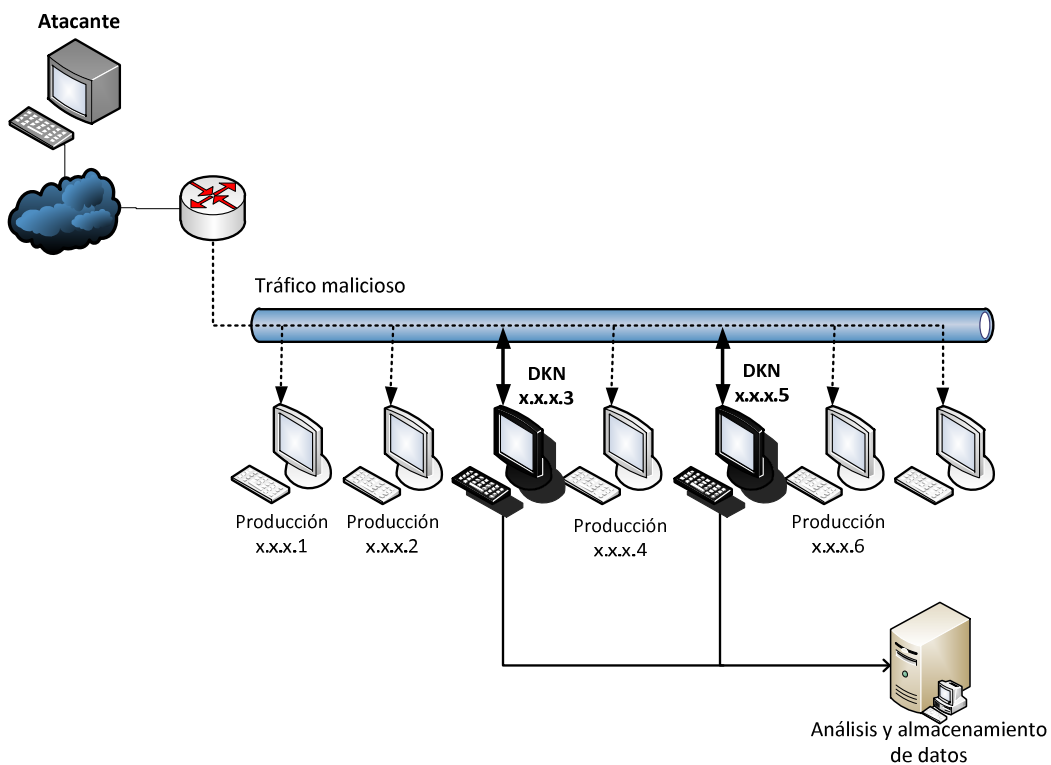 Atacante
Tráfico malicioso
DKN
x.x.x.3
DKN
x.x.x.5
Producción
x.x.x.1
Producción
x.x.x.2
Producción
x.x.x.4
Producción
x.x.x.6
Análisis y almacenamiento
de datos